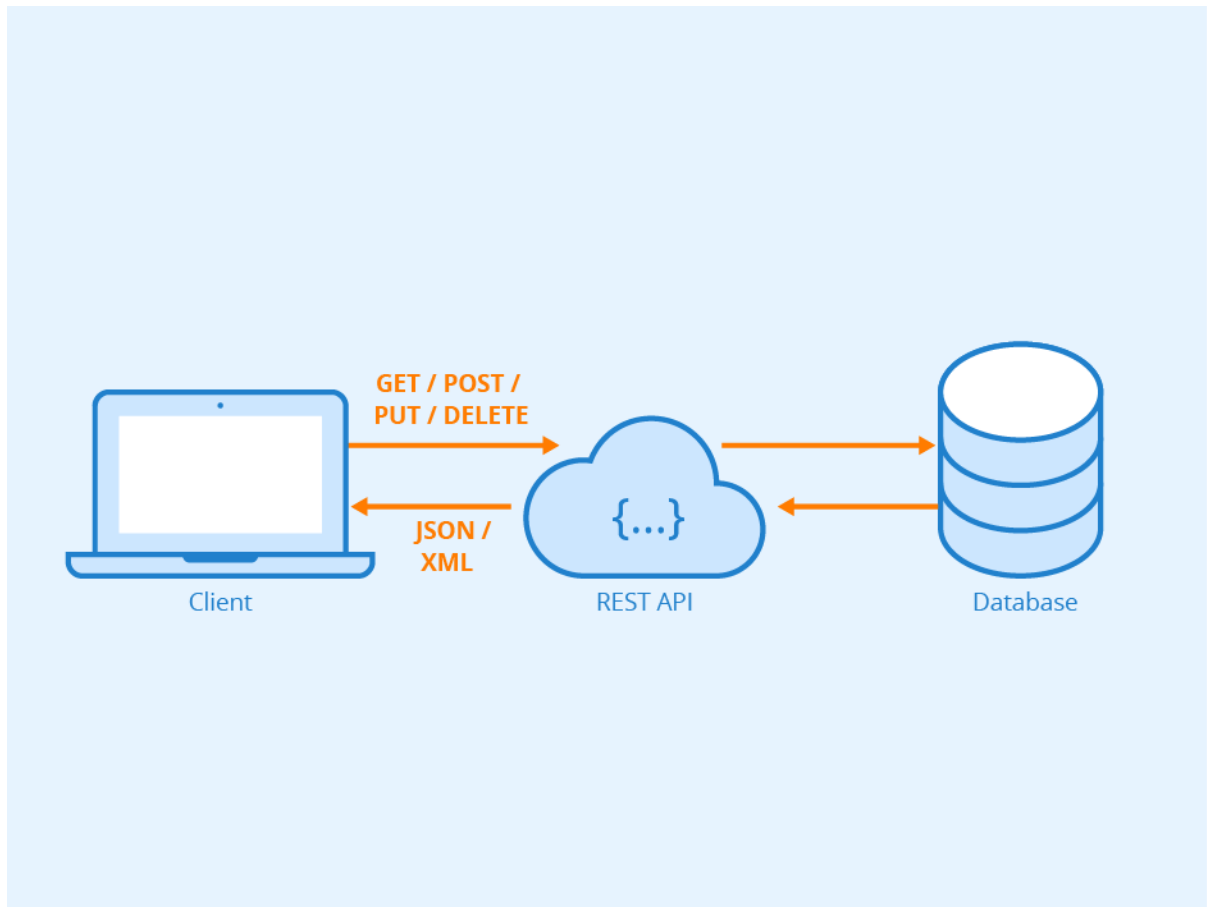 GET / POST /
PUT / DELETE
{...}
JSON /
XML
Client
REST API
Database